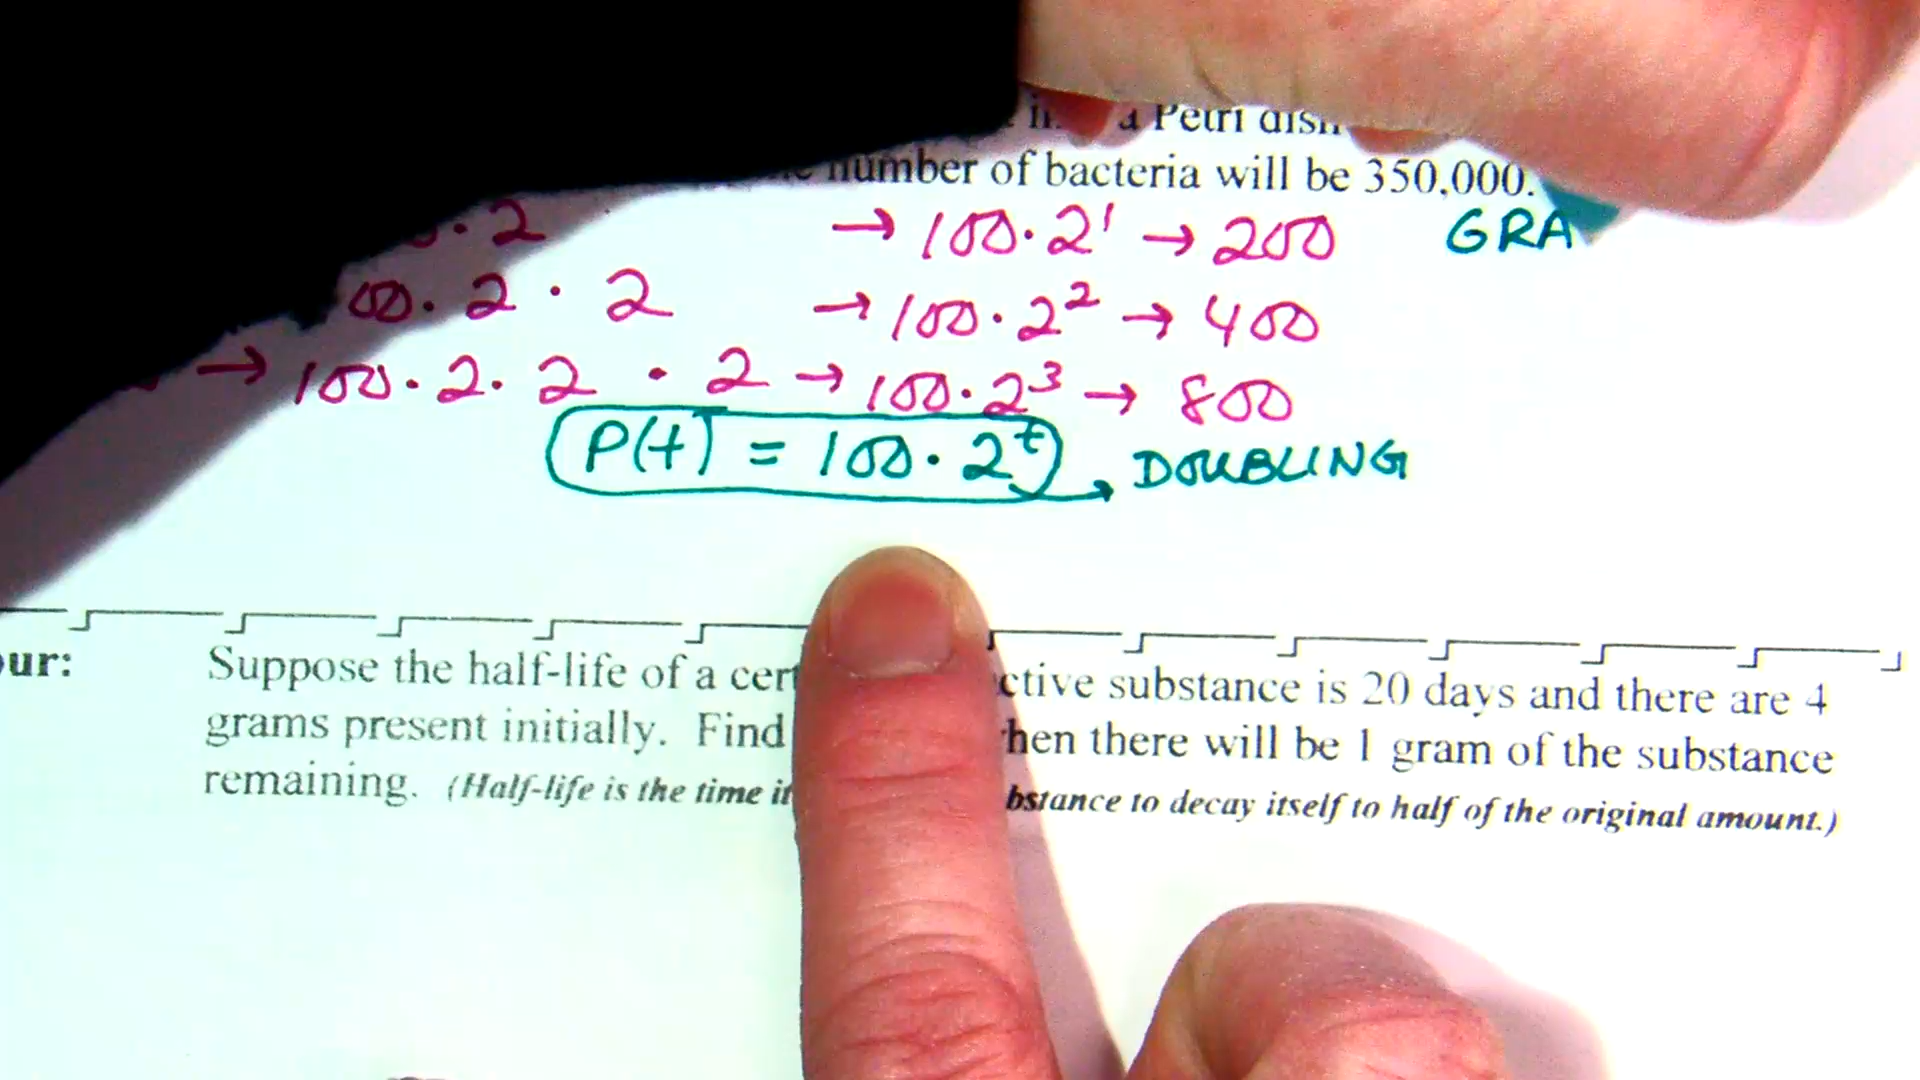 a Petri
number of bacteria will be 350,000.
· 2 → 100 · 2¹ → 200 GRA
00 · 2 · 2 → 100 · 2² → 400
→ 100 · 2 · 2 · 2 → 100 · 2³ → 800
P(t) = 100 · 2ᵗ → DOUBLING
our: Suppose the half-life of a ctive substance is 20 days and there are 4
grams present initially. Find hen there will be 1 gram of the substance
remaining. (Half-life is the time bstance to decay itself to half of the original amount.)